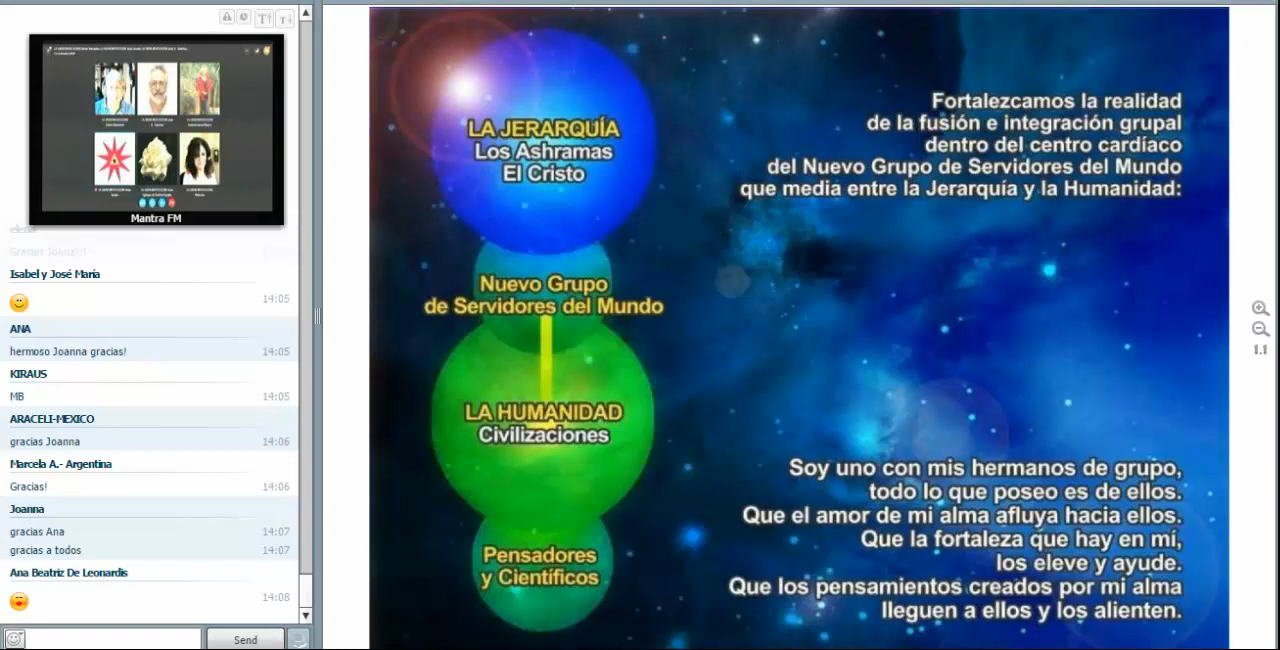 Mantra FM
Gracias Joana!!!
Isabel y José María
14:05
ANA
hermoso Joanna gracias!
14:05
KIRAUS
MB
14:05
ARACELI-MEXICO
gracias Joanna
14:06
Marcela A.- Argentina
Gracias!
14:06
Joanna
gracias Ana
14:07
gracias a todos
14:07
Ana Beatriz De Leonardis
14:08
Send
LA JERARQUÍA
Los Ashramas
El Cristo
Nuevo Grupo
de Servidores del Mundo
LA HUMANIDAD
Civilizaciones
Pensadores
y Científicos
Fortalezcamos la realidad
de la fusión e integración grupal
dentro del centro cardíaco
del Nuevo Grupo de Servidores del Mundo
que media entre la Jerarquía y la Humanidad:
Soy uno con mis hermanos de grupo,
todo lo que poseo es de ellos.
Que el amor de mi alma afluya hacia ellos.
Que la fortaleza que hay en mí,
los eleve y ayude.
Que los pensamientos creados por mi alma
lleguen a ellos y los alienten.
1.1